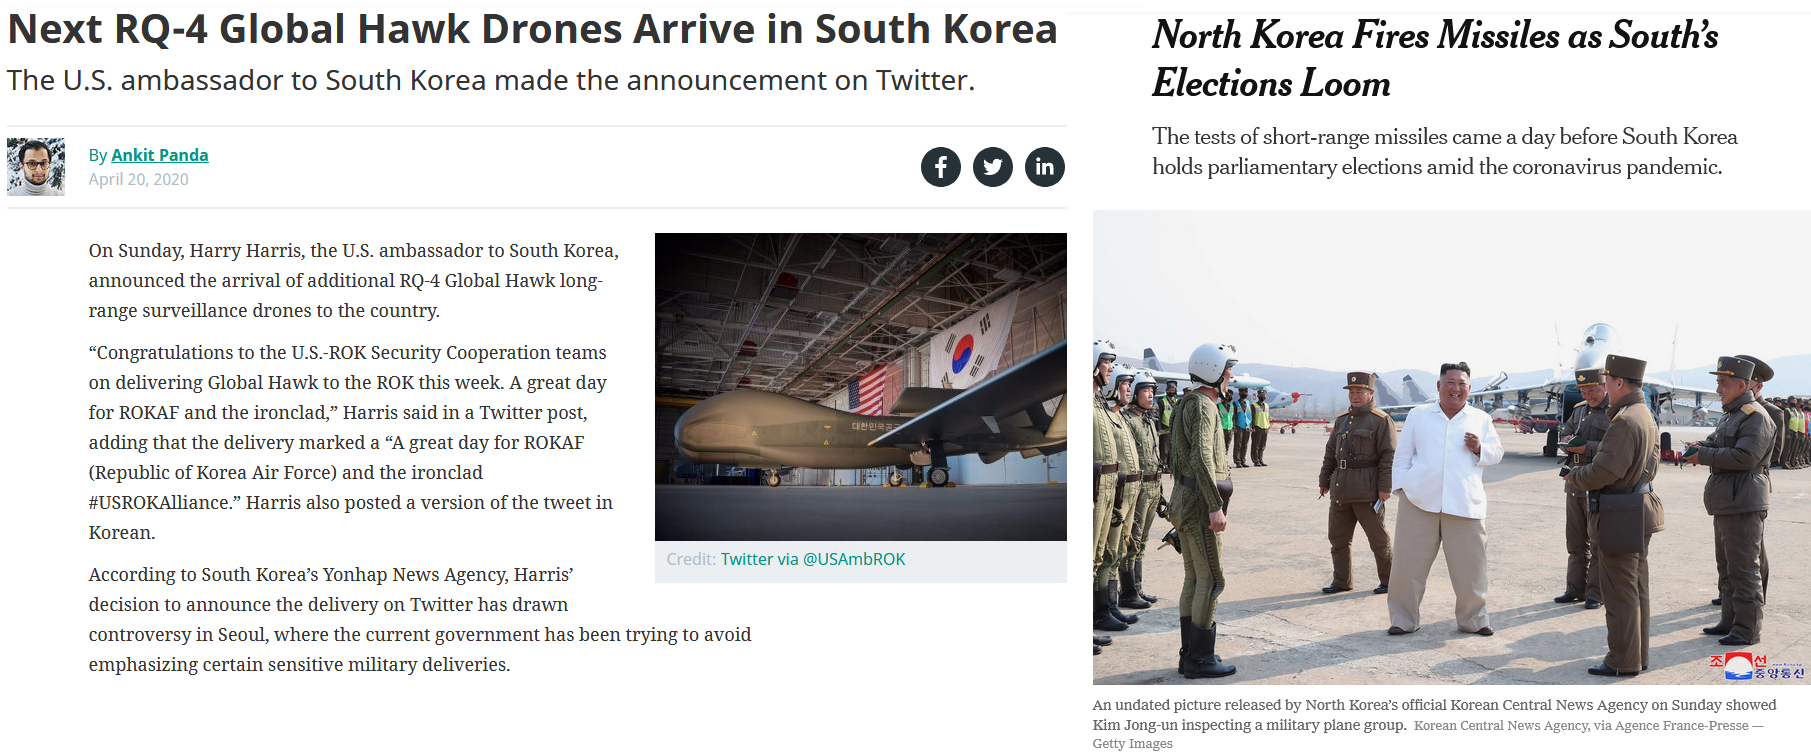 Next RQ-4 Global Hawk Drones Arrive in South Korea
The U.S. ambassador to South Korea made the announcement on Twitter.
By Ankit Panda
April 20, 2020
On Sunday, Harry Harris, the U.S. ambassador to South Korea,
announced the arrival of additional RQ-4 Global Hawk long-
range surveillance drones to the country.
“Congratulations to the U.S.-ROK Security Cooperation teams
on delivering Global Hawk to the ROK this week. A great day
for ROKAF and the ironclad,” Harris said in a Twitter post,
adding that the delivery marked a “A great day for ROKAF
(Republic of Korea Air Force) and the ironclad
#USROKAlliance.” Harris also posted a version of the tweet in
Korean.
According to South Korea’s Yonhap News Agency, Harris’
decision to announce the delivery on Twitter has drawn
controversy in Seoul, where the current government has been trying to avoid
emphasizing certain sensitive military deliveries.
대한민국공
Credit: Twitter via @USAmbROK
North Korea Fires Missiles as South’s
Elections Loom
The tests of short-range missiles came a day before South Korea
holds parliamentary elections amid the coronavirus pandemic.
조선
중앙통신
An undated picture released by North Korea’s official Korean Central News Agency on Sunday showed
Kim Jong-un inspecting a military plane group. Korean Central News Agency, via Agence France-Presse —
Getty Images